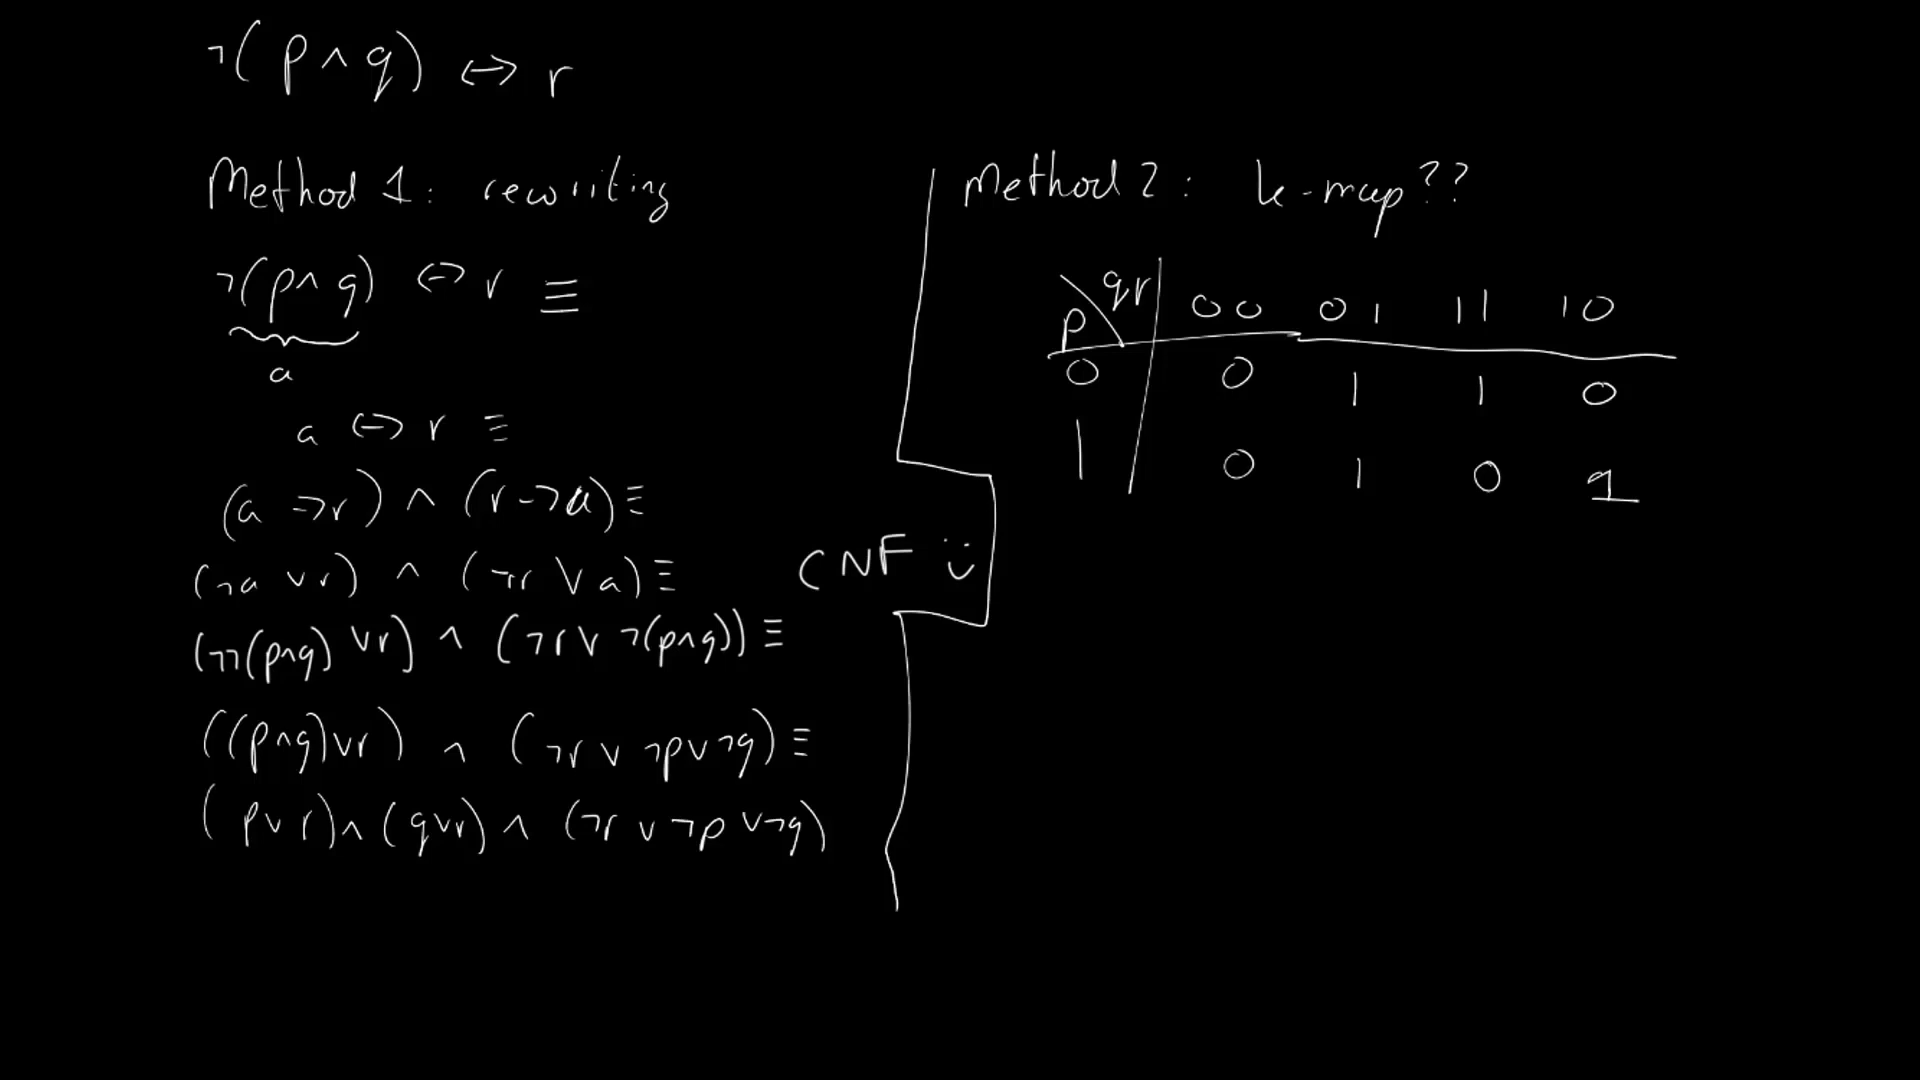 ¬(p∧q) ↔ r
Method 1: rewriting
¬(p∧q) ↔ r ≡
a
a ↔ r ≡
(a → r) ∧ (r → a) ≡
(¬a ∨ r) ∧ (¬r ∨ a) ≡
(¬¬(p∧q) ∨ r) ∧ (¬r ∨ ¬(p∧q)) ≡
((p∧q)∨r) ∧ (¬r ∨ ¬p ∨ ¬q) ≡
(p∨r) ∧ (q∨r) ∧ (¬r ∨ ¬p ∨ ¬q)
CNF :)
Method 2: k-map??
p\qr 00 01 11 10
0 0 1 1 0
1 0 1 0 1